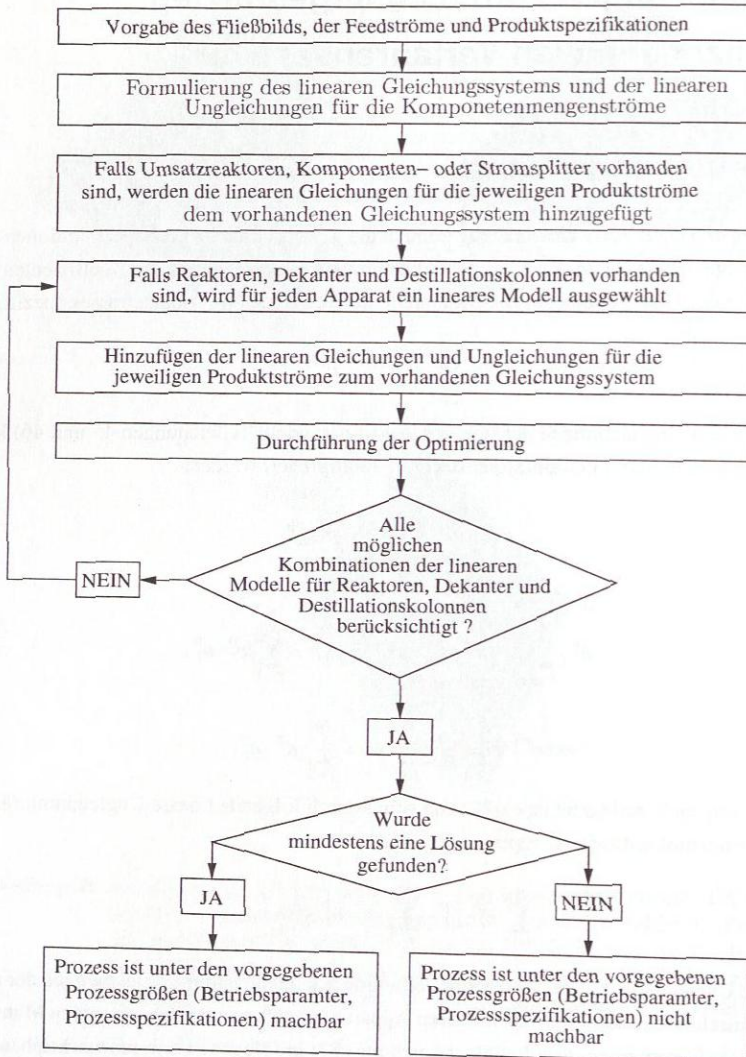 Vorgabe des Fließbilds, der Feedströme und Produktspezifikationen
Formulierung des linearen Gleichungssystems und der linearen
Ungleichungen für die Komponetenmengenströme
Falls Umsatzreaktoren, Komponenten– oder Stromsplitter vorhanden
sind, werden die linearen Gleichungen für die jeweiligen Produktströme
dem vorhandenen Gleichungssystem hinzugefügt
Falls Reaktoren, Dekanter und Destillationskolonnen vorhanden
sind, wird für jeden Apparat ein lineares Modell ausgewählt
Hinzufügen der linearen Gleichungen und Ungleichungen für die
jeweiligen Produktströme zum vorhandenen Gleichungssystem
Durchführung der Optimierung
Alle
möglichen
Kombinationen der linearen
Modelle für Reaktoren, Dekanter und
Destillationskolonnen
berücksichtigt ?
NEIN
JA
Wurde
mindestens eine Lösung
gefunden?
JA
NEIN
Prozess ist unter den vorgegebenen
Prozessgrößen (Betriebsparamter,
Prozessspezifikationen) machbar
Prozess ist unter den vorgegebenen
Prozessgrößen (Betriebsparamter,
Prozessspezifikationen) nicht
machbar